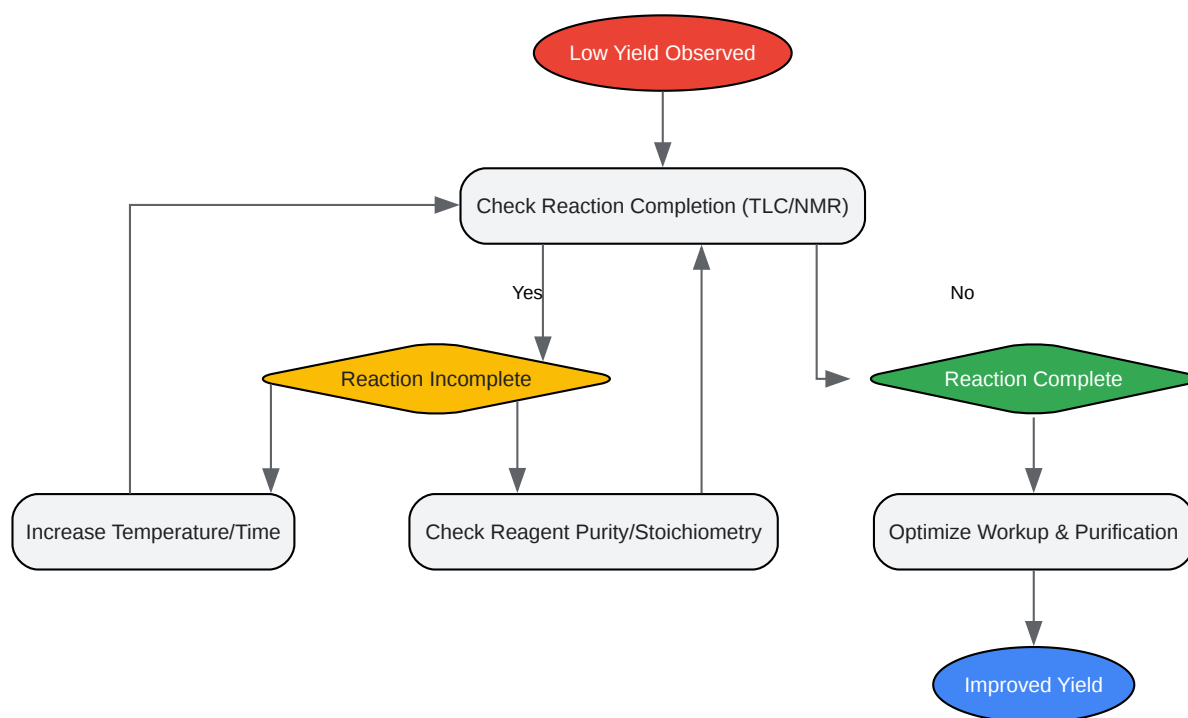 Low Yield Observed
Check Reaction Completion (TLC/NMR)
Yes
No
Reaction Incomplete
Reaction Complete
Increase Temperature/Time
Check Reagent Purity/Stoichiometry
Optimize Workup & Purification
Improved Yield